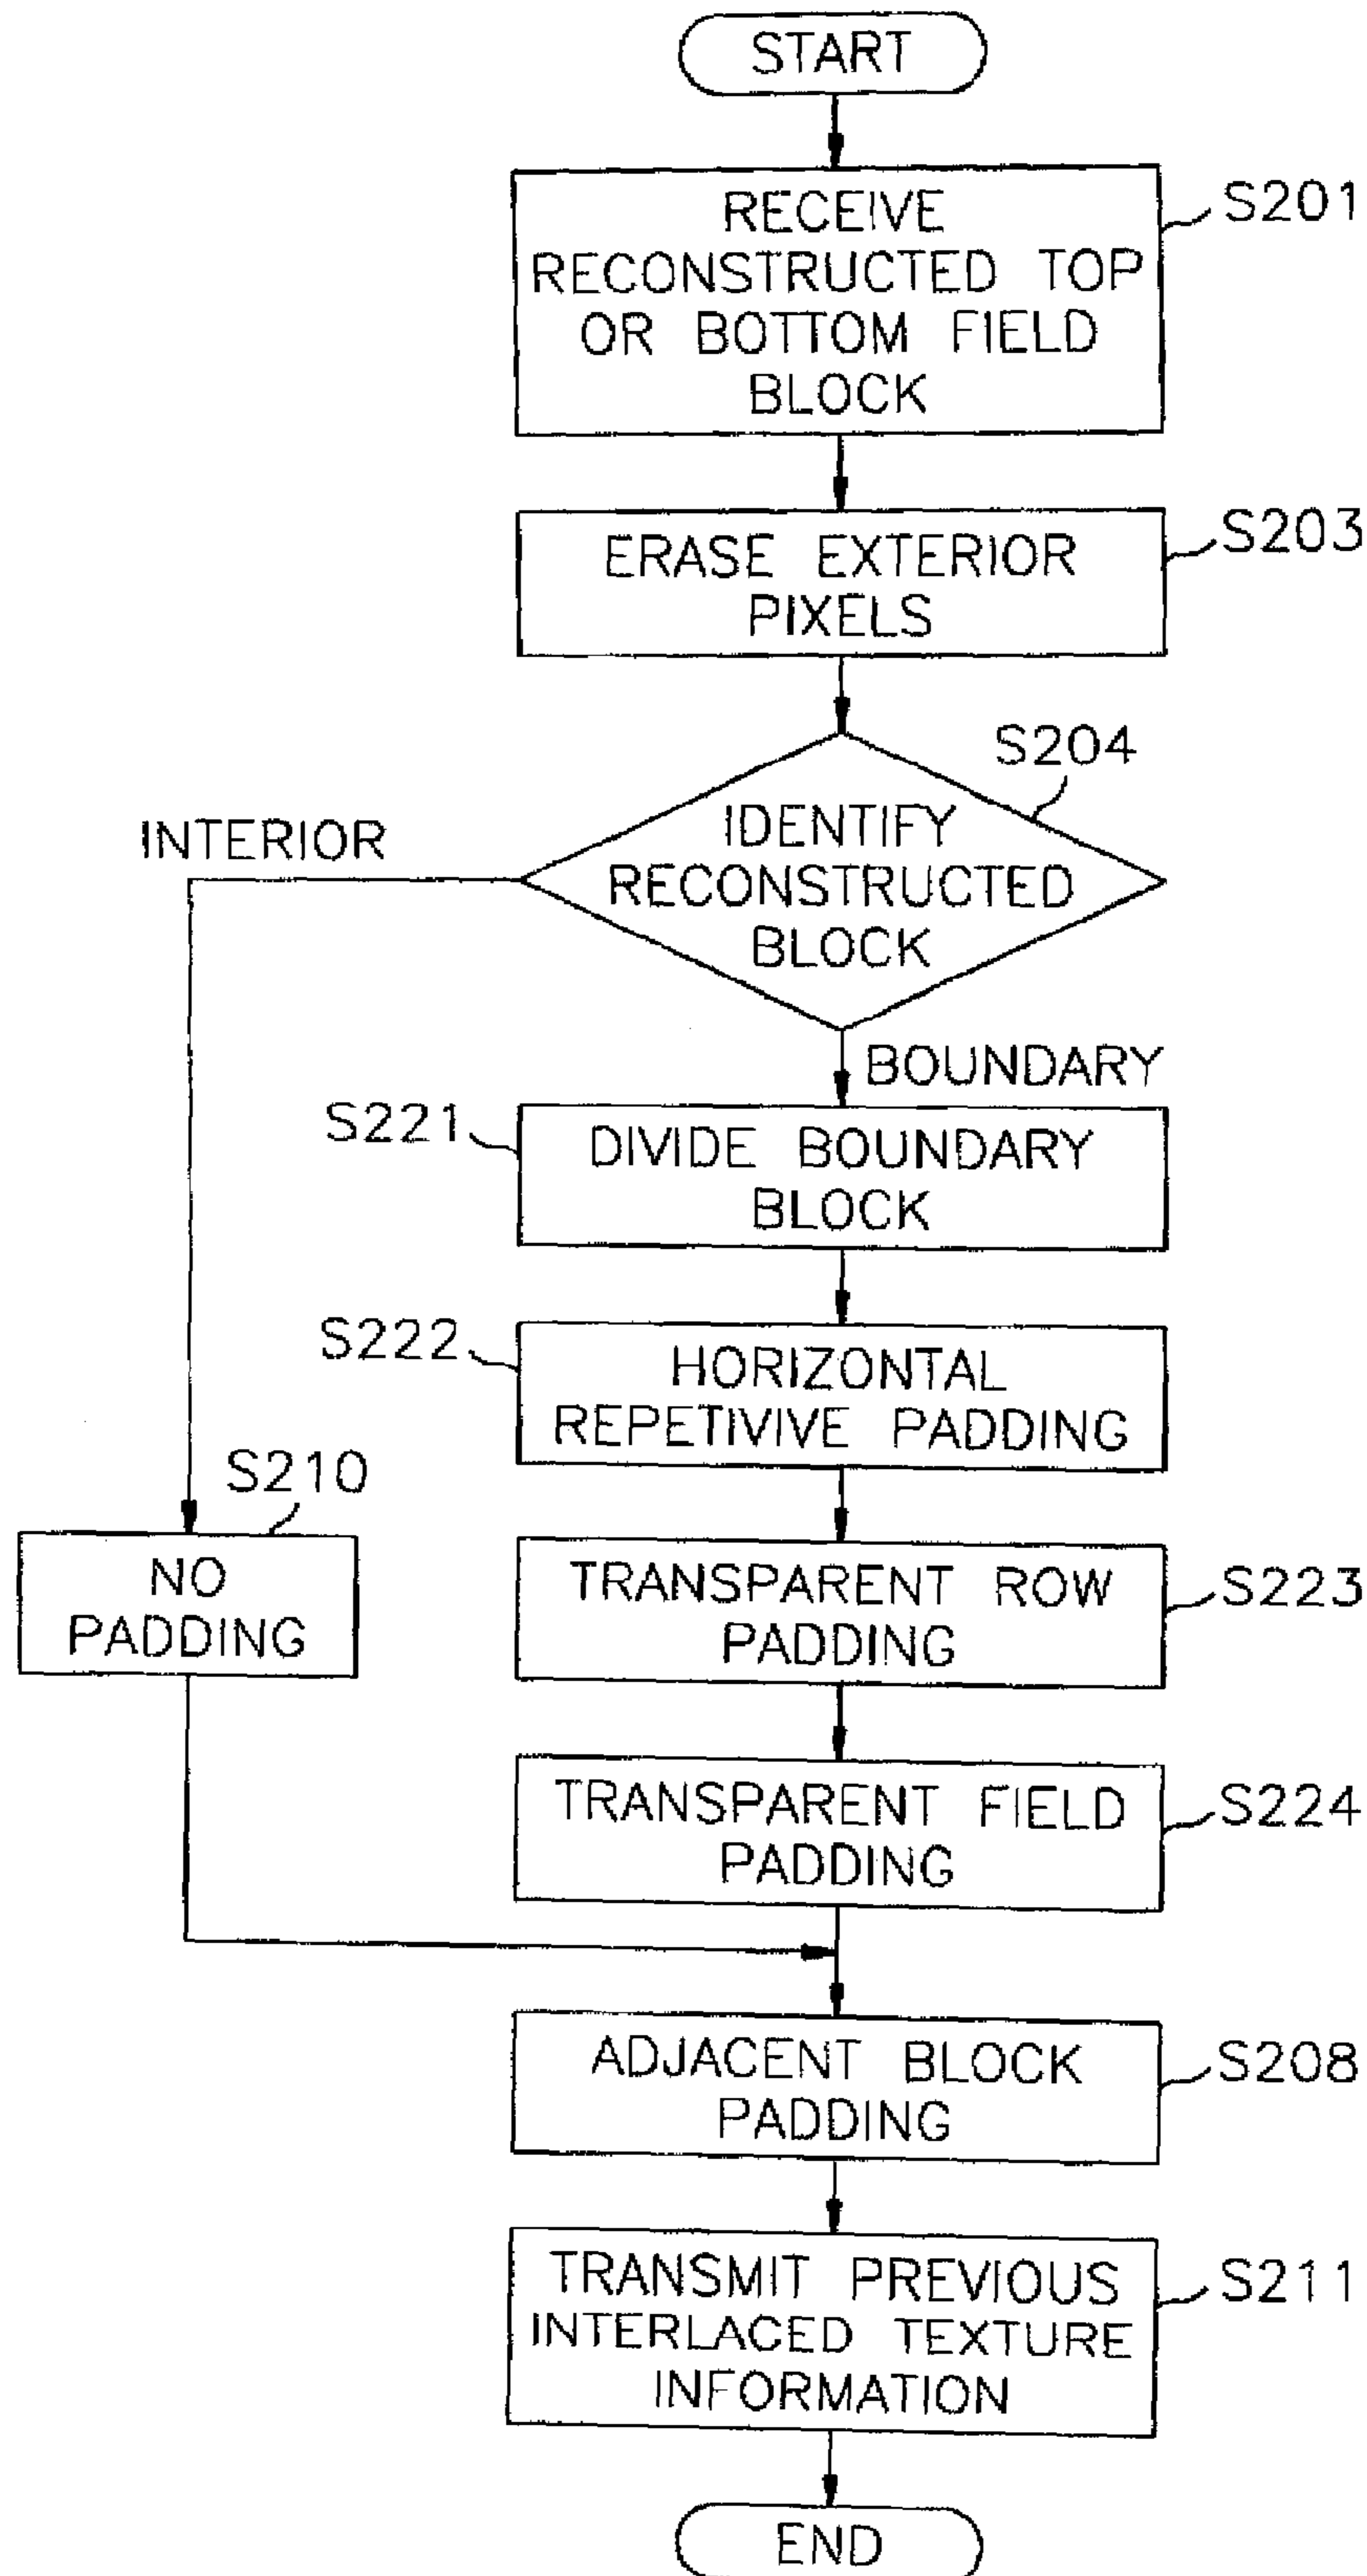 START
RECEIVE
RECONSTRUCTED TOP
OR BOTTOM FIELD
BLOCK
S201
ERASE EXTERIOR
PIXELS
S203
S204
IDENTIFY
RECONSTRUCTED
BLOCK
INTERIOR
BOUNDARY
S221
DIVIDE BOUNDARY
BLOCK
S222
HORIZONTAL
REPETIVIVE PADDING
S210
NO
PADDING
TRANSPARENT ROW
PADDING
S223
TRANSPARENT FIELD
PADDING
S224
ADJACENT BLOCK
PADDING
S208
TRANSMIT PREVIOUS
INTERLACED TEXTURE
INFORMATION
S211
END